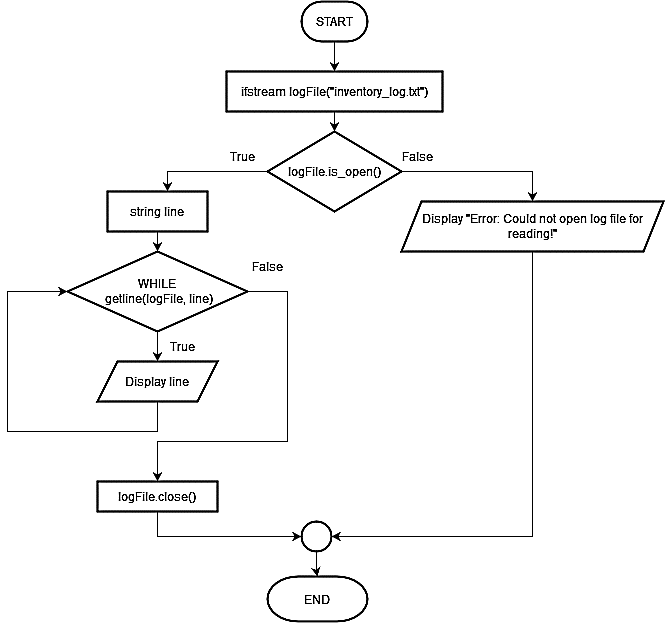 START
ifstream logFile("inventory_log.txt")
logFile.is_open()
True
False
string line
Display "Error: Could not open log file for
reading!"
WHILE
getline(logFile, line)
False
True
Display line
logFile.close()
END